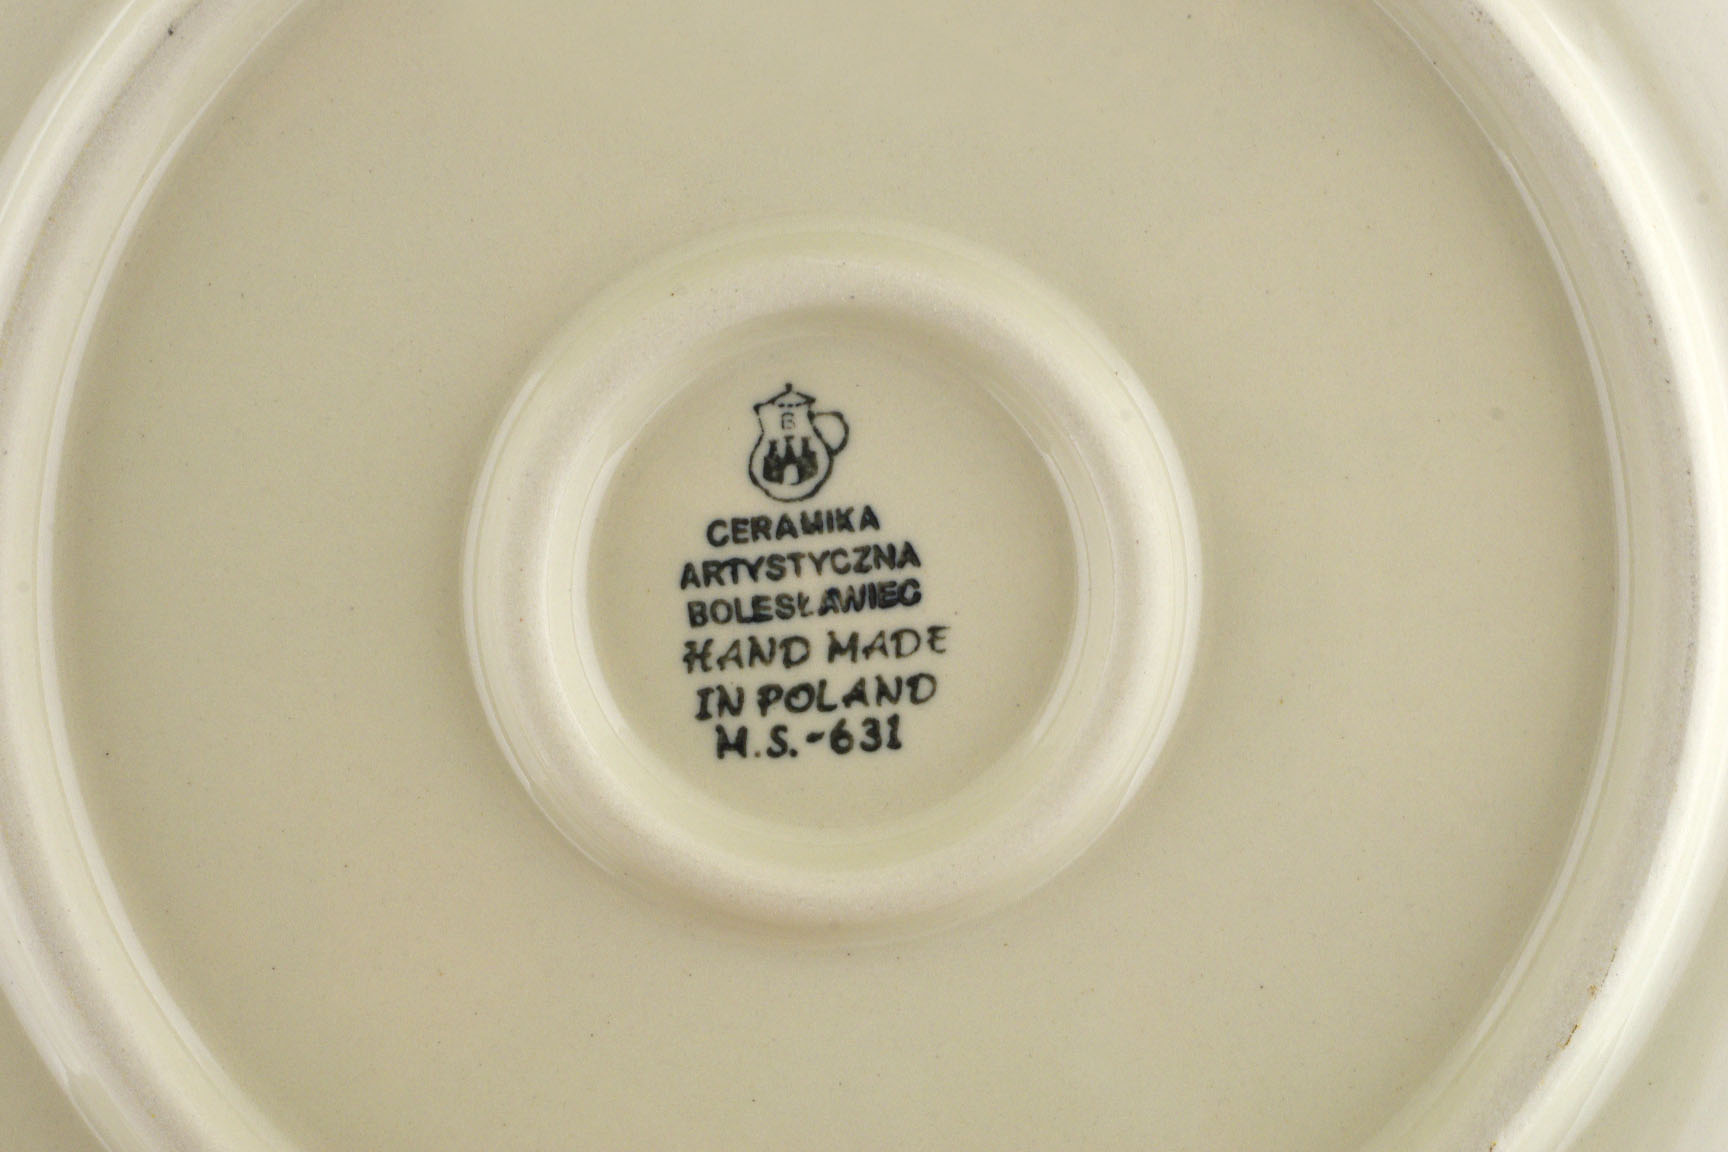 B
CERAMIKA
ARTYSTYCZNA
BOLESŁAWIEC
HAND MADE
IN POLAND
M.S.-631